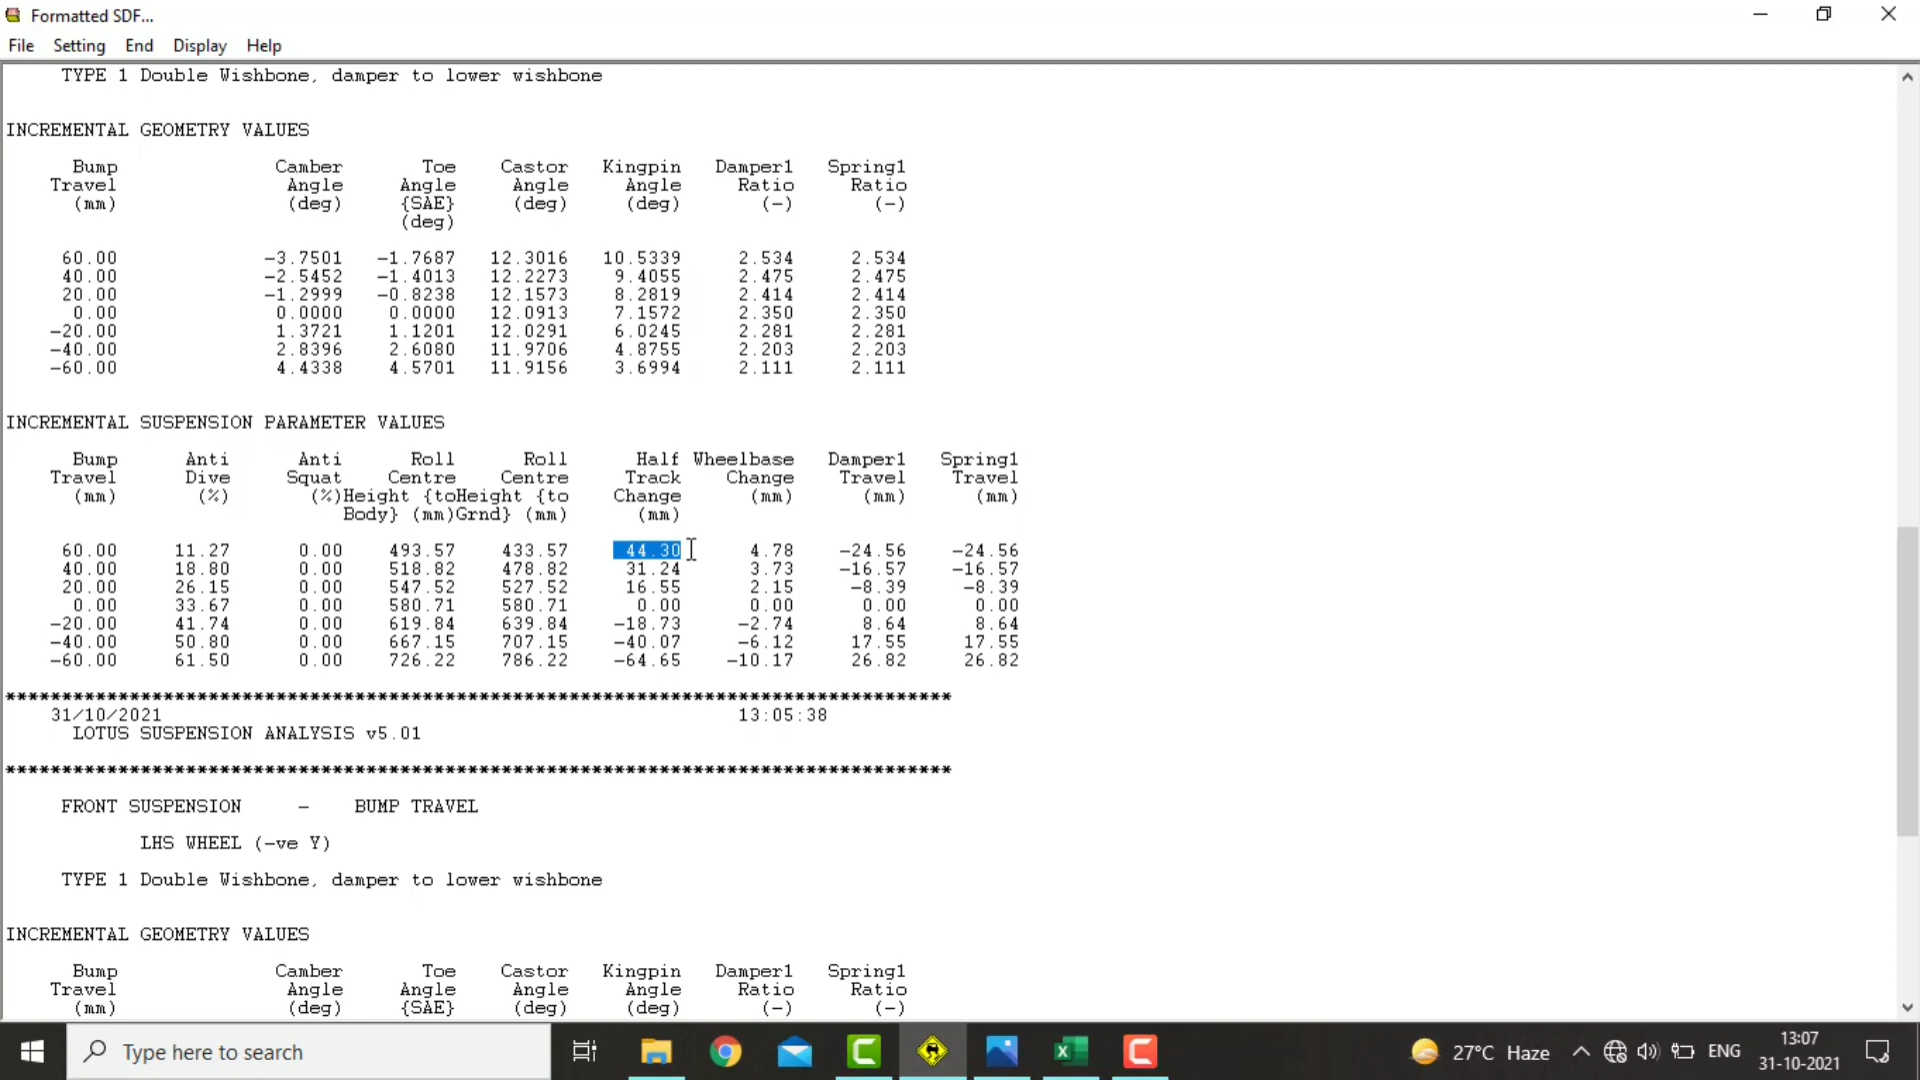 Formatted SDF...
File Setting End Display Help
TYPE 1 Double Wishbone, damper to lower wishbone
INCREMENTAL GEOMETRY VALUES
Bump Camber Toe Castor Kingpin Damper1 Spring1
Travel Angle Angle Angle Angle Ratio Ratio
(mm) (deg) {SAE} (deg) (deg) (-) (-)
(deg)
60.00 -3.7501 -1.7687 12.3016 10.5339 2.534 2.534
40.00 -2.5452 -1.4013 12.2273 9.4055 2.475 2.475
20.00 -1.2999 -0.8238 12.1573 8.2819 2.414 2.414
0.00 0.0000 0.0000 12.0913 7.1572 2.350 2.350
-20.00 1.3721 1.1201 12.0291 6.0245 2.281 2.281
-40.00 2.8396 2.6080 11.9706 4.8755 2.203 2.203
-60.00 4.4338 4.5701 11.9156 3.6994 2.111 2.111
INCREMENTAL SUSPENSION PARAMETER VALUES
Bump Anti Anti Roll Roll Half Wheelbase Damper1 Spring1
Travel Dive Squat Centre Centre Track Change Travel Travel
(mm) (%) (%)Height {toHeight {to Change (mm) (mm) (mm)
Body} (mm)Grnd} (mm) (mm)
60.00 11.27 0.00 493.57 433.57 44.30 4.78 -24.56 -24.56
40.00 18.80 0.00 518.82 478.82 31.24 3.73 -16.57 -16.57
20.00 26.15 0.00 547.52 527.52 16.55 2.15 -8.39 -8.39
0.00 33.67 0.00 580.71 580.71 0.00 0.00 0.00 0.00
-20.00 41.74 0.00 619.84 639.84 -18.73 -2.74 8.64 8.64
-40.00 50.80 0.00 667.15 707.15 -40.07 -6.12 17.55 17.55
-60.00 61.50 0.00 726.22 786.22 -64.65 -10.17 26.82 26.82
************************************************************************************
31/10/2021 13:05:38
LOTUS SUSPENSION ANALYSIS v5.01
************************************************************************************
FRONT SUSPENSION - BUMP TRAVEL
LHS WHEEL (-ve Y)
TYPE 1 Double Wishbone, damper to lower wishbone
INCREMENTAL GEOMETRY VALUES
Bump Camber Toe Castor Kingpin Damper1 Spring1
Travel Angle Angle Angle Angle Ratio Ratio
(mm) (deg) {SAE} (deg) (deg) (-) (-)
Type here to search
27°C Haze
ENG
13:07
31-10-2021